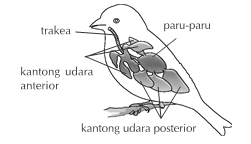 trakea
paru-paru
kantong udara
anterior
kantong udara posterior